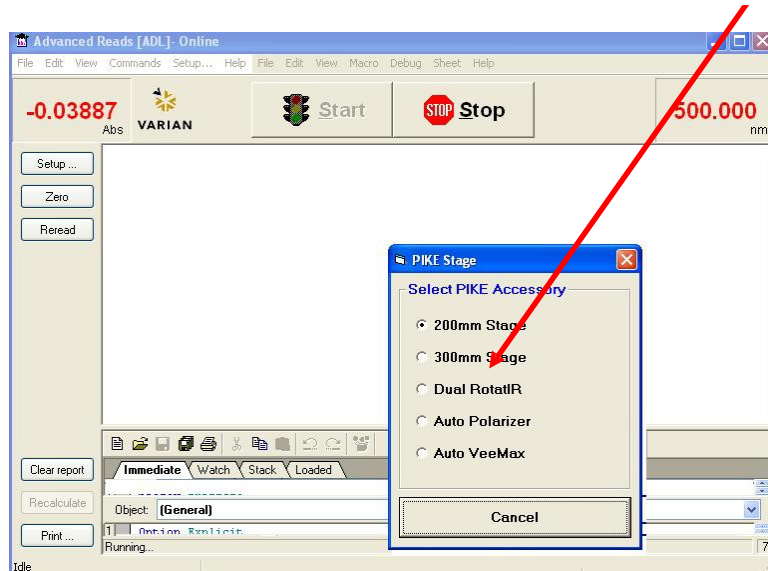 Advanced Reads [ADL]- Online
File Edit View Commands Setup... Help File Edit View Macro Debug Sheet Help
-0.03887
Abs
VARIAN
Start
STOP Stop
500.000
nm
Setup ...
Zero
Reread
PIKE Stage
Select PIKE Accessory
200mm Stage
300mm Stage
Dual RotatIR
Auto Polarizer
Auto VeeMax
Cancel
Clear report
Immediate Watch Stack Loaded
Recalculate
Object: (General)
Print ...
1 Option Explicit
Running...
7
Idle